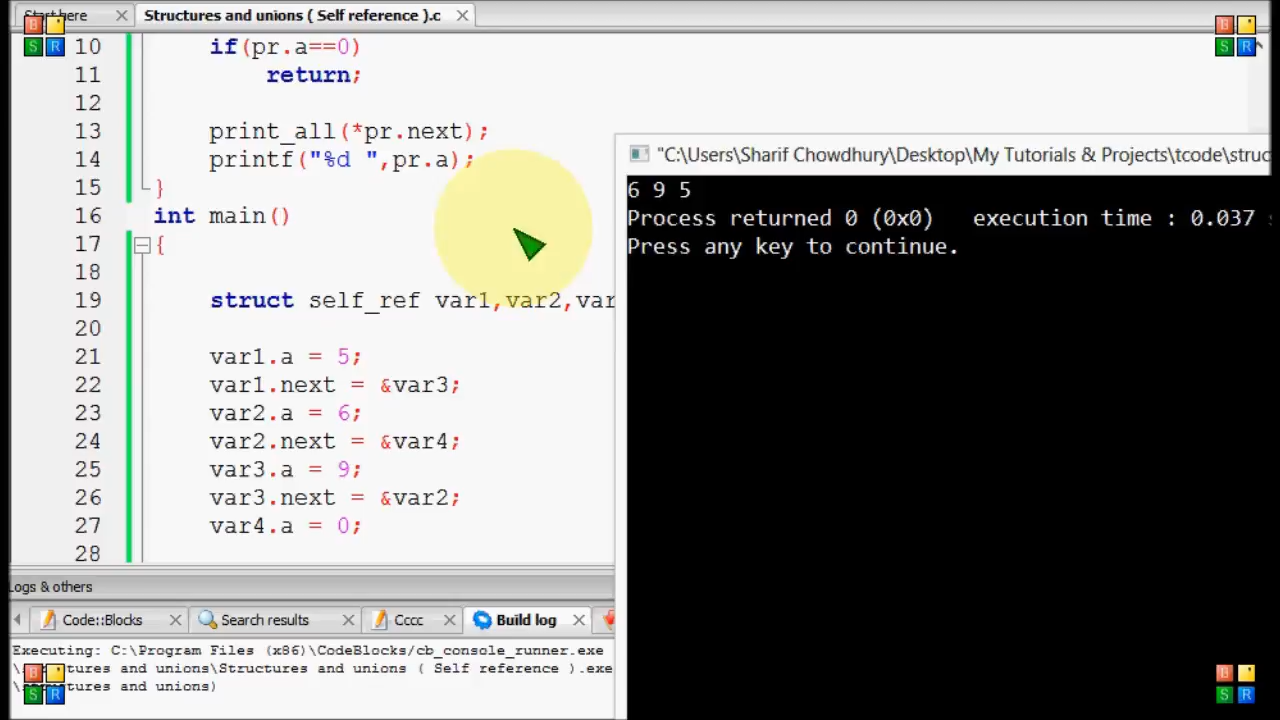 Start here
Structures and unions ( Self reference ).c
10 if(pr.a==0)
11 return;
12
13 print_all(*pr.next);
14 printf("%d ",pr.a);
15 }
16 int main()
17 {
18
19 struct self_ref var1,var2,var
20
21 var1.a = 5;
22 var1.next = &var3;
23 var2.a = 6;
24 var2.next = &var4;
25 var3.a = 9;
26 var3.next = &var2;
27 var4.a = 0;
28
"C:\Users\Sharif Chowdhury\Desktop\My Tutorials & Projects\tcode\struc
6 9 5
Process returned 0 (0x0) execution time : 0.037
Press any key to continue.
Logs & others
Code::Blocks
Search results
Cccc
Build log
Executing: C:\Program Files (x86)\CodeBlocks/cb_console_runner.exe
tures and unions\Structures and unions ( Self reference ).exe
tures and unions)
B
S R
B
S R
B
S R
B
S R